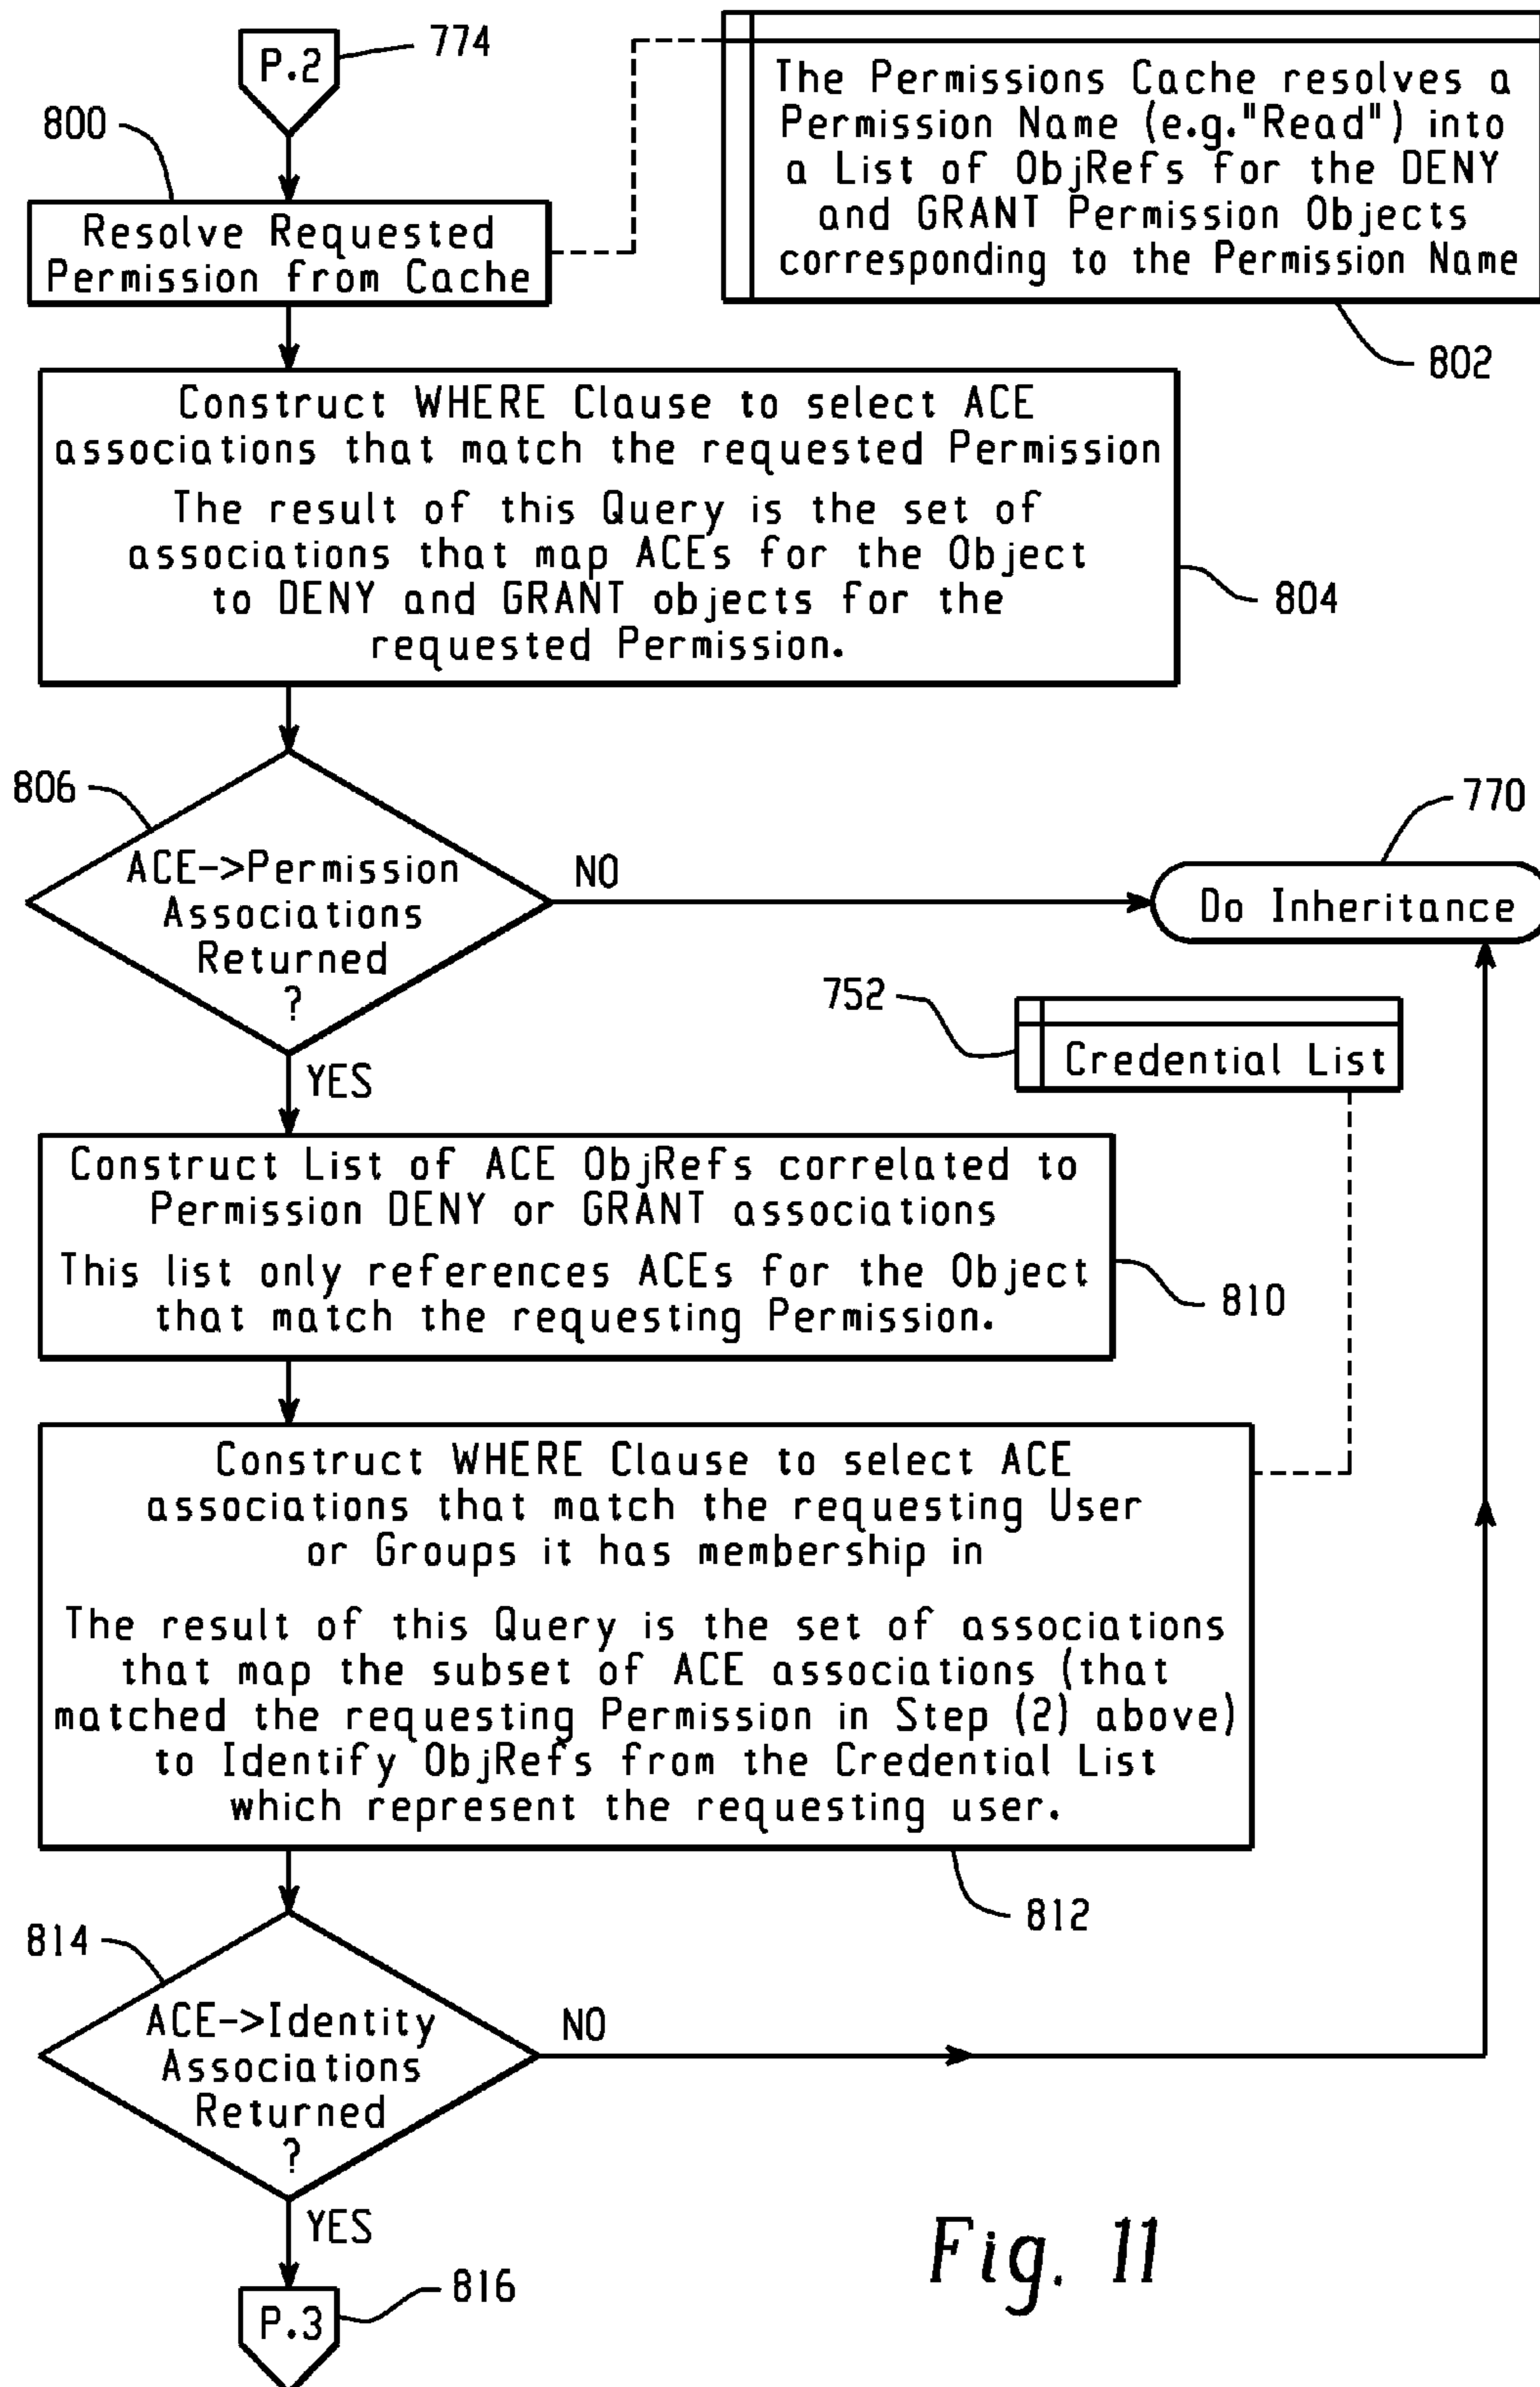 P.2
774
800
Resolve Requested
Permission from Cache
The Permissions Cache resolves a
Permission Name (e.g."Read") into
a List of ObjRefs for the DENY
and GRANT Permission Objects
corresponding to the Permission Name
802
Construct WHERE Clause to select ACE
associations that match the requested Permission
The result of this Query is the set of
associations that map ACEs for the Object
to DENY and GRANT objects for the
requested Permission.
804
806
ACE->Permission
Associations
Returned
?
NO
770
Do Inheritance
YES
752
Credential List
Construct List of ACE ObjRefs correlated to
Permission DENY or GRANT associations
This list only references ACEs for the Object
that match the requesting Permission.
810
Construct WHERE Clause to select ACE
associations that match the requesting User
or Groups it has membership in
The result of this Query is the set of associations
that map the subset of ACE associations (that
matched the requesting Permission in Step (2) above)
to Identify ObjRefs from the Credential List
which represent the requesting user.
812
814
ACE->Identity
Associations
Returned
?
NO
YES
P.3
816
Fig. 11